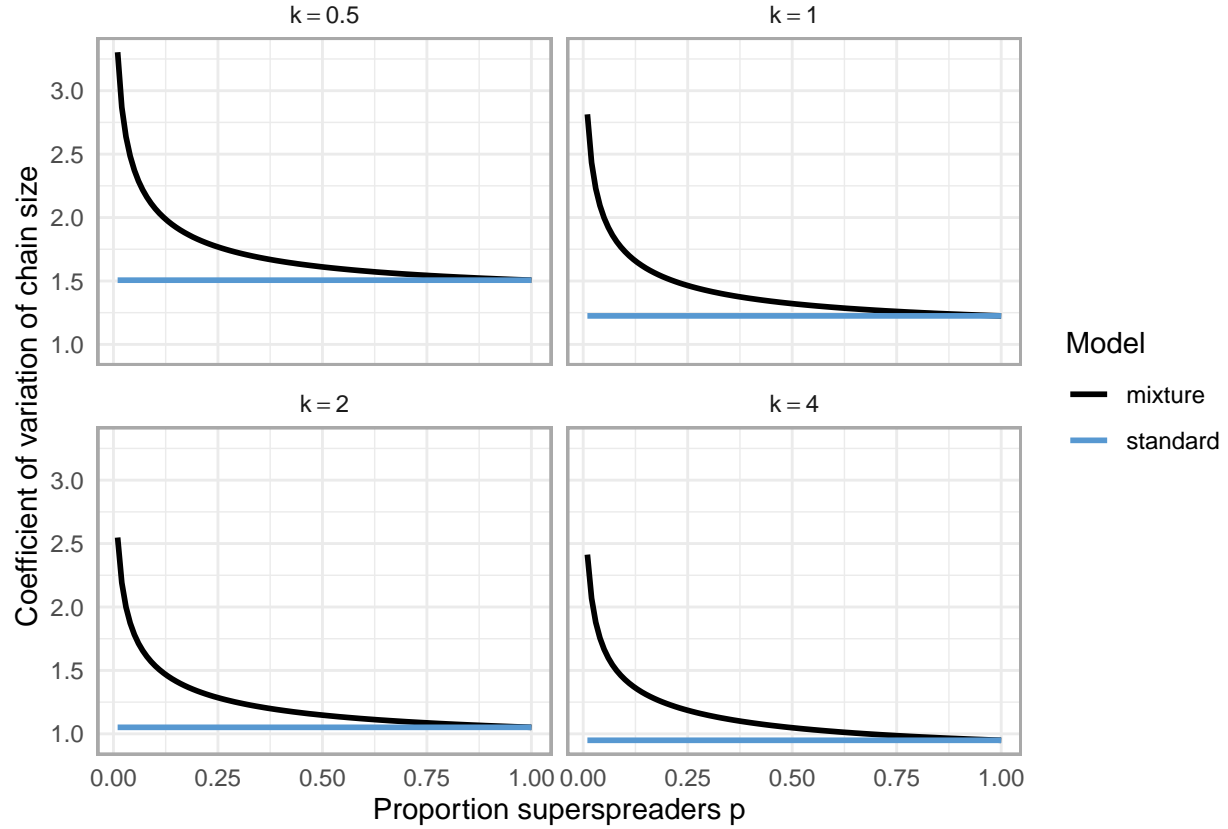 k = 0.5
k = 1
3.0
2.5
2.0
1.5
1.0
k = 2
k = 4
3.0
2.5
2.0
1.5
1.0
0.00 0.25 0.50 0.75 1.00 0.00 0.25 0.50 0.75 1.00
Proportion superspreaders p
Coefficient of variation of chain size
Model
mixture
standard